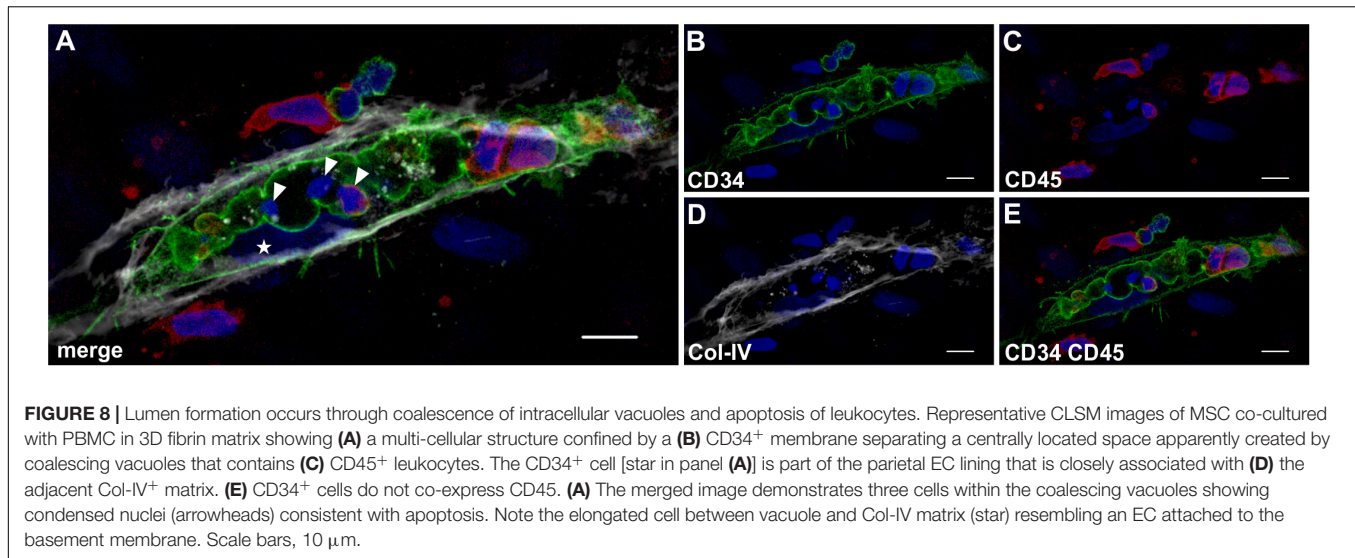 A
merge
B
CD34
C
CD45
D
Col-IV
E
CD34 CD45
FIGURE 8 | Lumen formation occurs through coalescence of intracellular vacuoles and apoptosis of leukocytes. Representative CLSM images of MSC co-cultured
with PBMC in 3D fibrin matrix showing (A) a multi-cellular structure confined by a (B) CD34+ membrane separating a centrally located space apparently created by
coalescing vacuoles that contains (C) CD45+ leukocytes. The CD34+ cell [star in panel (A)] is part of the parietal EC lining that is closely associated with (D) the
adjacent Col-IV+ matrix. (E) CD34+ cells do not co-express CD45. (A) The merged image demonstrates three cells within the coalescing vacuoles showing
condensed nuclei (arrowheads) consistent with apoptosis. Note the elongated cell between vacuole and Col-IV matrix (star) resembling an EC attached to the
basement membrane. Scale bars, 10 μm.